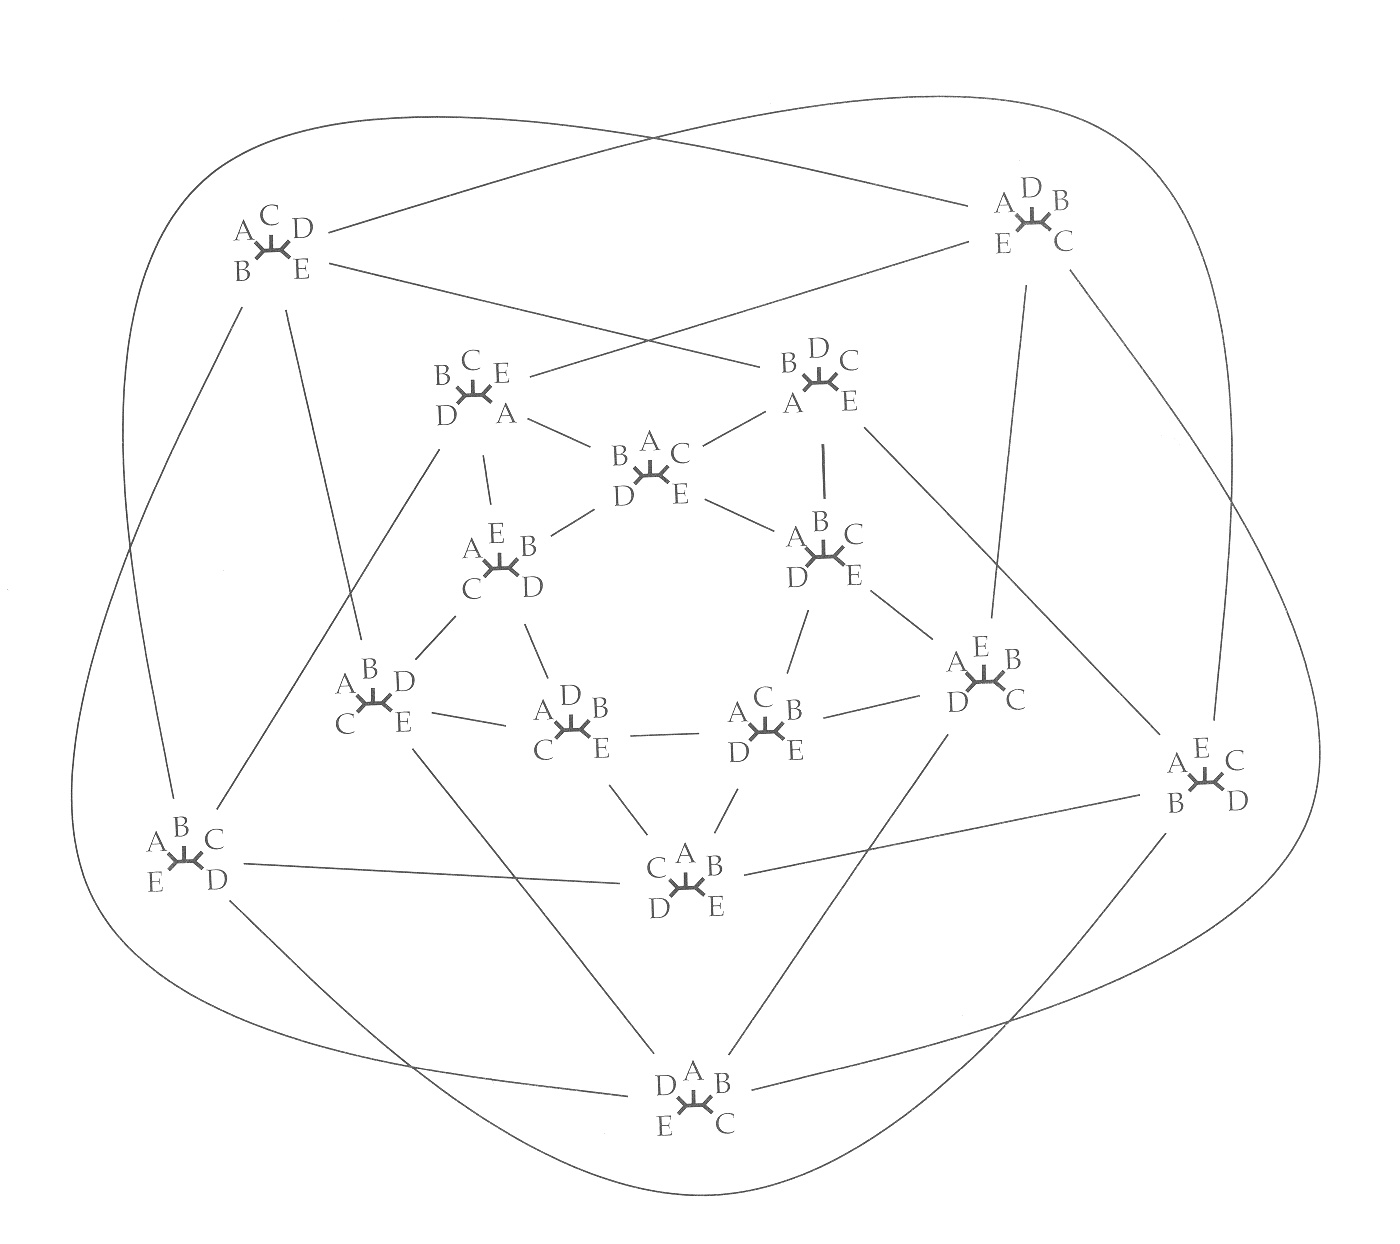 A C D
B E
A D B
E C
B C E
D A
B D C
A E
B A C
D E
A E B
C D
A B C
D E
A B D
C E
A D B
C E
A C B
D E
A E B
D C
A E C
B D
A B C
E D
C A B
D E
D A B
E C